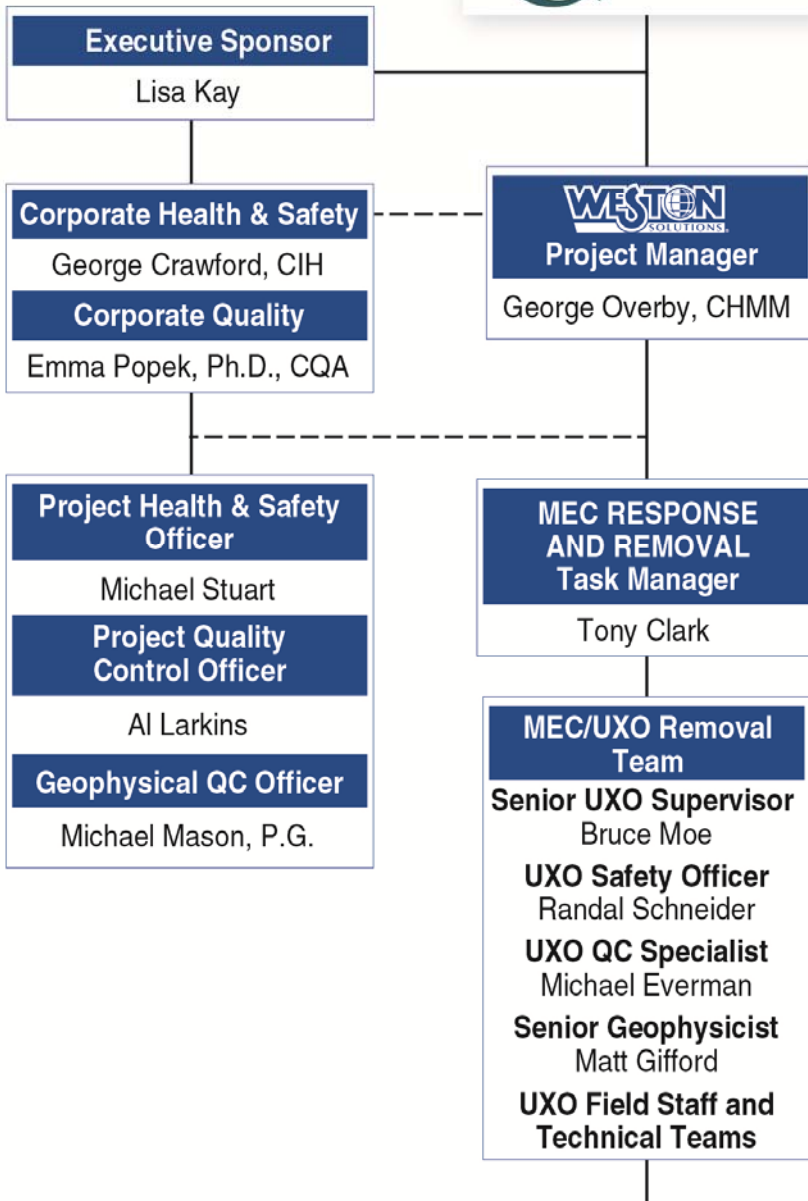 Executive Sponsor
Lisa Kay
Corporate Health & Safety
George Crawford, CIH
Corporate Quality
Emma Popek, Ph.D., CQA
WESTON
SOLUTIONS
Project Manager
George Overby, CHMM
Project Health & Safety
Officer
Michael Stuart
Project Quality
Control Officer
Al Larkins
Geophysical QC Officer
Michael Mason, P.G.
MEC RESPONSE
AND REMOVAL
Task Manager
Tony Clark
MEC/UXO Removal
Team
Senior UXO Supervisor
Bruce Moe
UXO Safety Officer
Randal Schneider
UXO QC Specialist
Michael Everman
Senior Geophysicist
Matt Gifford
UXO Field Staff and
Technical Teams